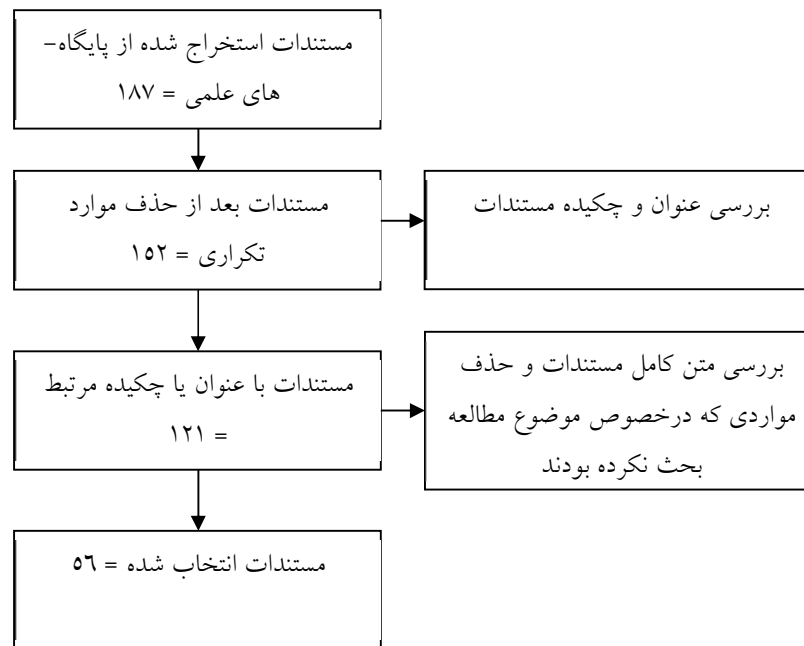 مستندات استخراج شده از پایگاه-
های علمی = ۱۸۷
مستندات بعد از حذف موارد
تکراری = ۱۵۲
بررسی عنوان و چکیده مستندات
مستندات با عنوان یا چکیده مرتبط
= ۱۲۱
بررسی متن کامل مستندات و حذف
مواردی که درخصوص موضوع مطالعه
بحث نکرده بودند
مستندات انتخاب شده = ۵۶